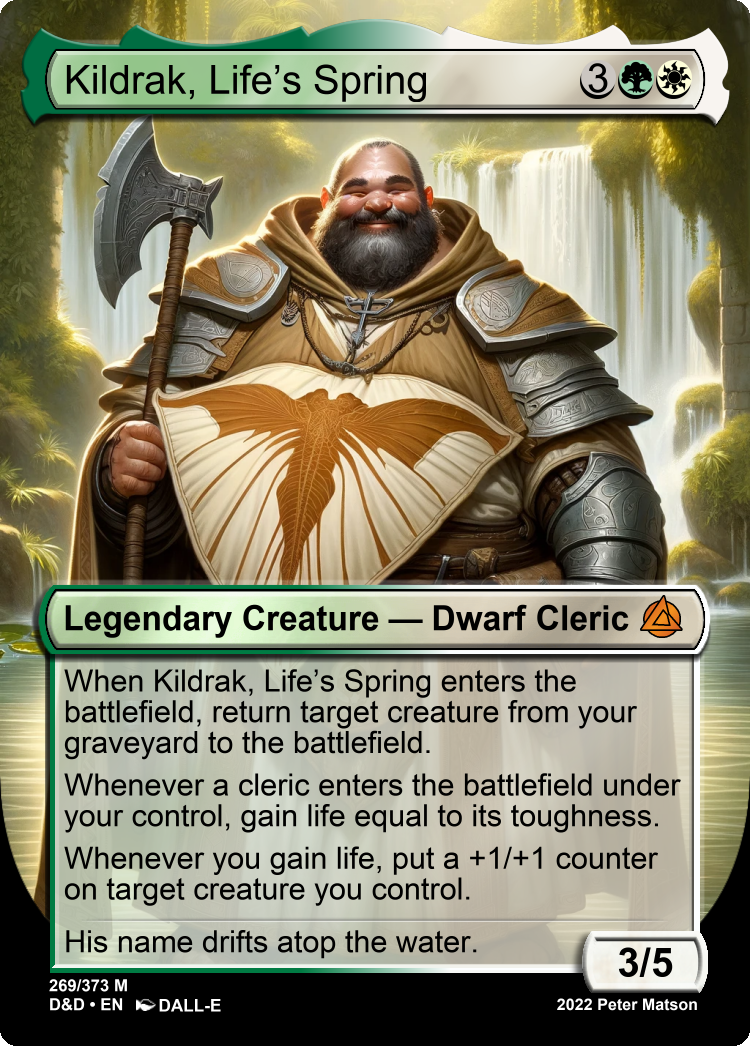 Kildrak, Life's Spring 3
Legendary Creature — Dwarf Cleric
When Kildrak, Life's Spring enters the
battlefield, return target creature from your
graveyard to the battlefield.
Whenever a cleric enters the battlefield under
your control, gain life equal to its toughness.
Whenever you gain life, put a +1/+1 counter
on target creature you control.
His name drifts atop the water.
3/5
269/373 M
D&D • EN DALL-E
2022 Peter Matson